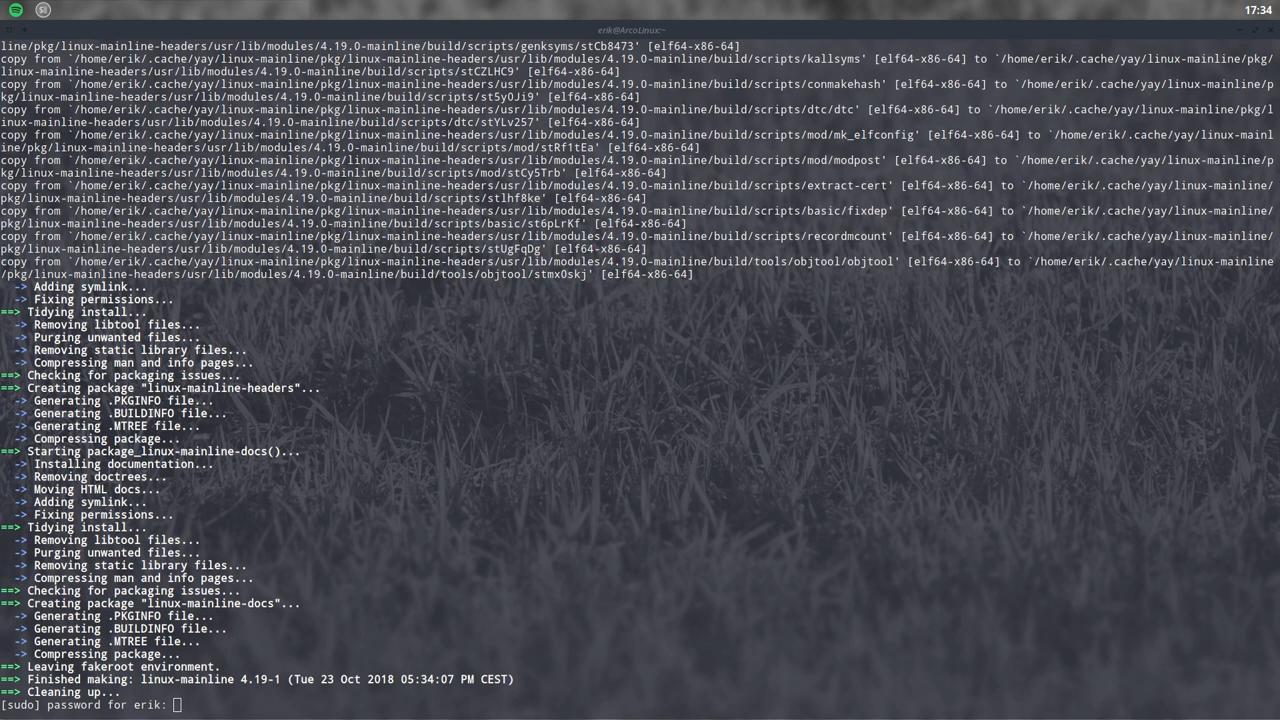 17:34
erik@ArcoLinux:~
line/pkg/linux-mainline-headers/usr/lib/modules/4.19.0-mainline/build/scripts/genksyms/stCb8473' [elf64-x86-64]
copy from `/home/erik/.cache/yay/linux-mainline/pkg/linux-mainline-headers/usr/lib/modules/4.19.0-mainline/build/scripts/kallsyms' [elf64-x86-64] to `/home/erik/.cache/yay/linux-mainline/pkg/
linux-mainline-headers/usr/lib/modules/4.19.0-mainline/build/scripts/stCZLHC9' [elf64-x86-64]
copy from `/home/erik/.cache/yay/linux-mainline/pkg/linux-mainline-headers/usr/lib/modules/4.19.0-mainline/build/scripts/conmakehash' [elf64-x86-64] to `/home/erik/.cache/yay/linux-mainline/p
kg/linux-mainline-headers/usr/lib/modules/4.19.0-mainline/build/scripts/st5yOJi9' [elf64-x86-64]
copy from `/home/erik/.cache/yay/linux-mainline/pkg/linux-mainline-headers/usr/lib/modules/4.19.0-mainline/build/scripts/dtc/dtc' [elf64-x86-64] to `/home/erik/.cache/yay/linux-mainline/pkg/l
inux-mainline-headers/usr/lib/modules/4.19.0-mainline/build/scripts/dtc/stYLv257' [elf64-x86-64]
copy from `/home/erik/.cache/yay/linux-mainline/pkg/linux-mainline-headers/usr/lib/modules/4.19.0-mainline/build/scripts/mod/mk_elfconfig' [elf64-x86-64] to `/home/erik/.cache/yay/linux-mainl
ine/pkg/linux-mainline-headers/usr/lib/modules/4.19.0-mainline/build/scripts/mod/stRf1tEa' [elf64-x86-64]
copy from `/home/erik/.cache/yay/linux-mainline/pkg/linux-mainline-headers/usr/lib/modules/4.19.0-mainline/build/scripts/mod/modpost' [elf64-x86-64] to `/home/erik/.cache/yay/linux-mainline/p
kg/linux-mainline-headers/usr/lib/modules/4.19.0-mainline/build/scripts/mod/stCy5Trb' [elf64-x86-64]
copy from `/home/erik/.cache/yay/linux-mainline/pkg/linux-mainline-headers/usr/lib/modules/4.19.0-mainline/build/scripts/extract-cert' [elf64-x86-64] to `/home/erik/.cache/yay/linux-mainline/
pkg/linux-mainline-headers/usr/lib/modules/4.19.0-mainline/build/scripts/stlhf8ke' [elf64-x86-64]
copy from `/home/erik/.cache/yay/linux-mainline/pkg/linux-mainline-headers/usr/lib/modules/4.19.0-mainline/build/scripts/basic/fixdep' [elf64-x86-64] to `/home/erik/.cache/yay/linux-mainline/
pkg/linux-mainline-headers/usr/lib/modules/4.19.0-mainline/build/scripts/basic/st6pLrKf' [elf64-x86-64]
copy from `/home/erik/.cache/yay/linux-mainline/pkg/linux-mainline-headers/usr/lib/modules/4.19.0-mainline/build/scripts/recordmcount' [elf64-x86-64] to `/home/erik/.cache/yay/linux-mainline/
pkg/linux-mainline-headers/usr/lib/modules/4.19.0-mainline/build/scripts/stUgFqDg' [elf64-x86-64]
copy from `/home/erik/.cache/yay/linux-mainline/pkg/linux-mainline-headers/usr/lib/modules/4.19.0-mainline/build/tools/objtool/objtool' [elf64-x86-64] to `/home/erik/.cache/yay/linux-mainline
/pkg/linux-mainline-headers/usr/lib/modules/4.19.0-mainline/build/tools/objtool/stmxOskj' [elf64-x86-64]
-> Adding symlink...
-> Fixing permissions...
==> Tidying install...
-> Removing libtool files...
-> Purging unwanted files...
-> Removing static library files...
-> Compressing man and info pages...
==> Checking for packaging issues...
==> Creating package "linux-mainline-headers"...
-> Generating .PKGINFO file...
-> Generating .BUILDINFO file...
-> Generating .MTREE file...
-> Compressing package...
==> Starting package_linux-mainline-docs()...
-> Installing documentation...
-> Removing doctrees...
-> Moving HTML docs...
-> Adding symlink...
-> Fixing permissions...
==> Tidying install...
-> Removing libtool files...
-> Purging unwanted files...
-> Removing static library files...
-> Compressing man and info pages...
==> Checking for packaging issues...
==> Creating package "linux-mainline-docs"...
-> Generating .PKGINFO file...
-> Generating .BUILDINFO file...
-> Generating .MTREE file...
-> Compressing package...
==> Leaving fakeroot environment.
==> Finished making: linux-mainline 4.19-1 (Tue 23 Oct 2018 05:34:07 PM CEST)
==> Cleaning up...
[sudo] password for erik: